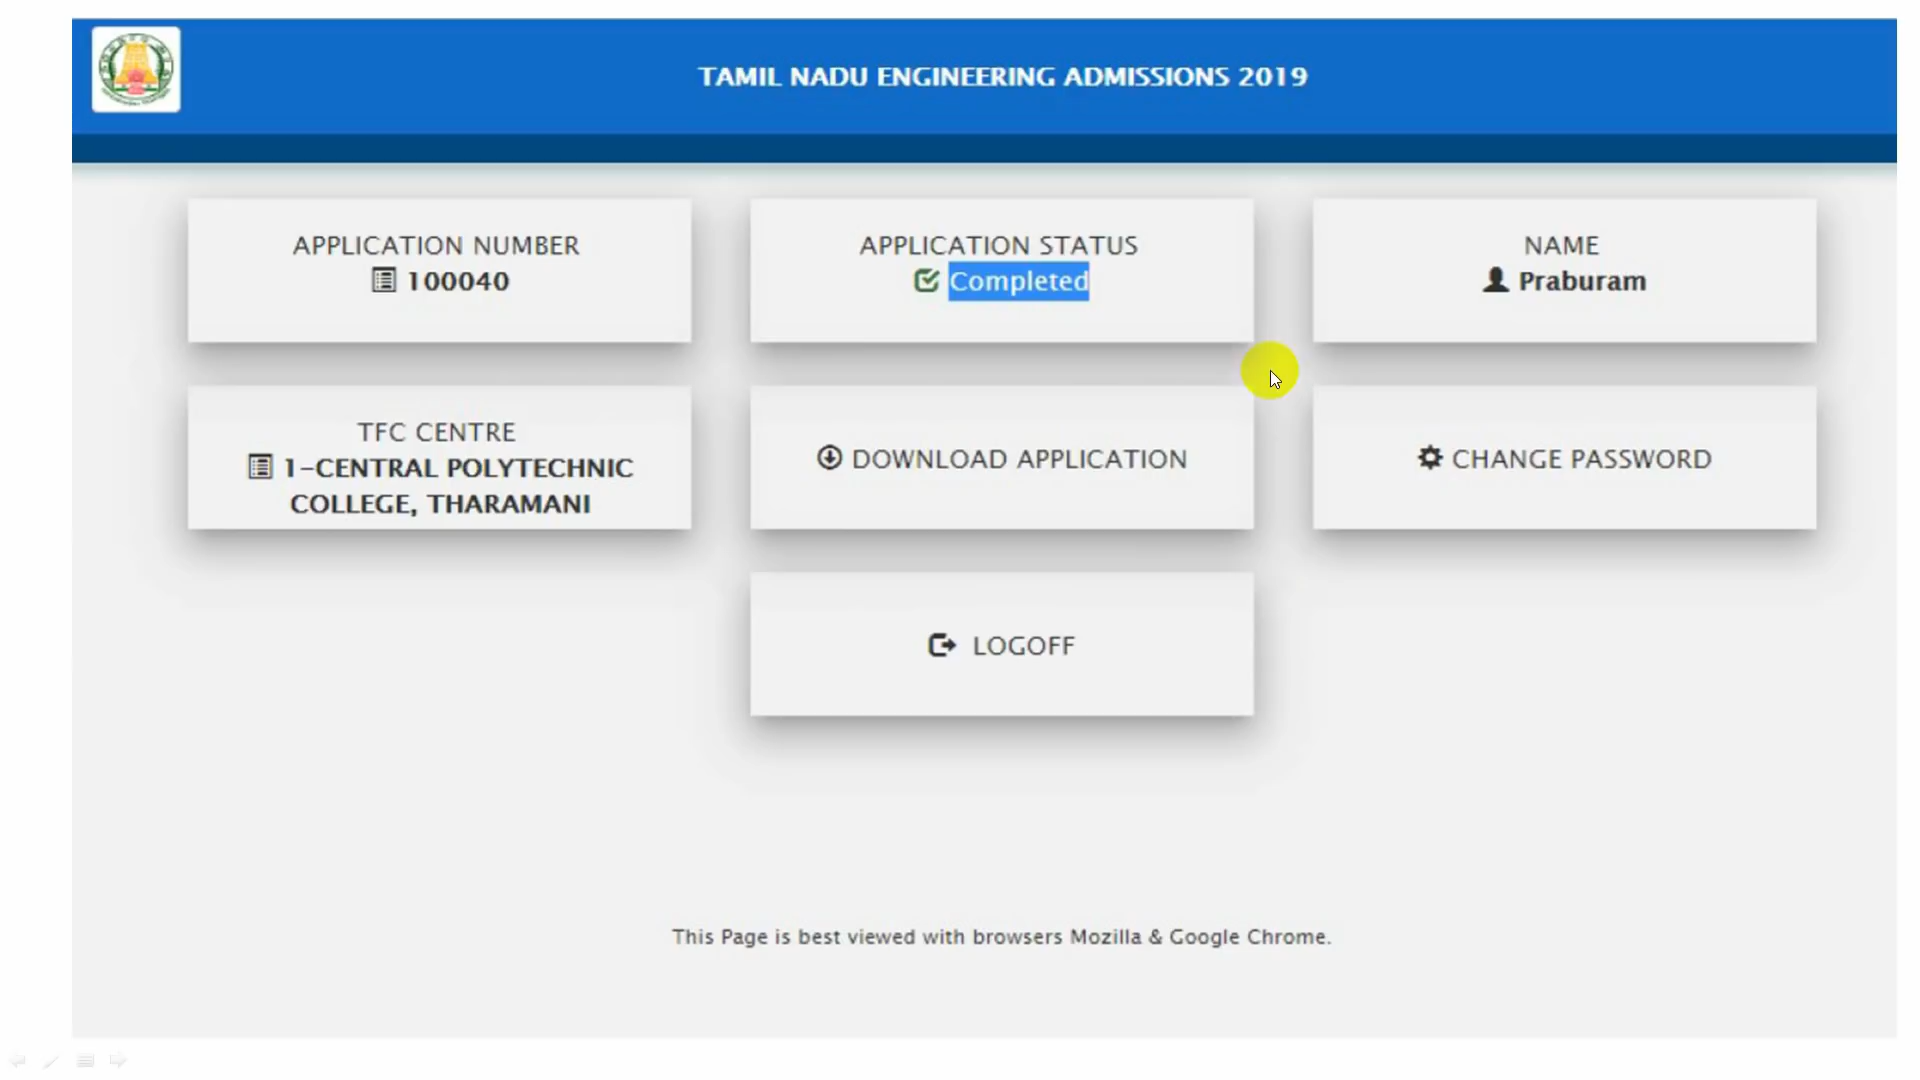 TAMIL NADU ENGINEERING ADMISSIONS 2019
APPLICATION NUMBER
100040
APPLICATION STATUS
Completed
NAME
Praburam
TFC CENTRE
1-CENTRAL POLYTECHNIC
COLLEGE, THARAMANI
DOWNLOAD APPLICATION
CHANGE PASSWORD
LOGOFF
This Page is best viewed with browsers Mozilla & Google Chrome.